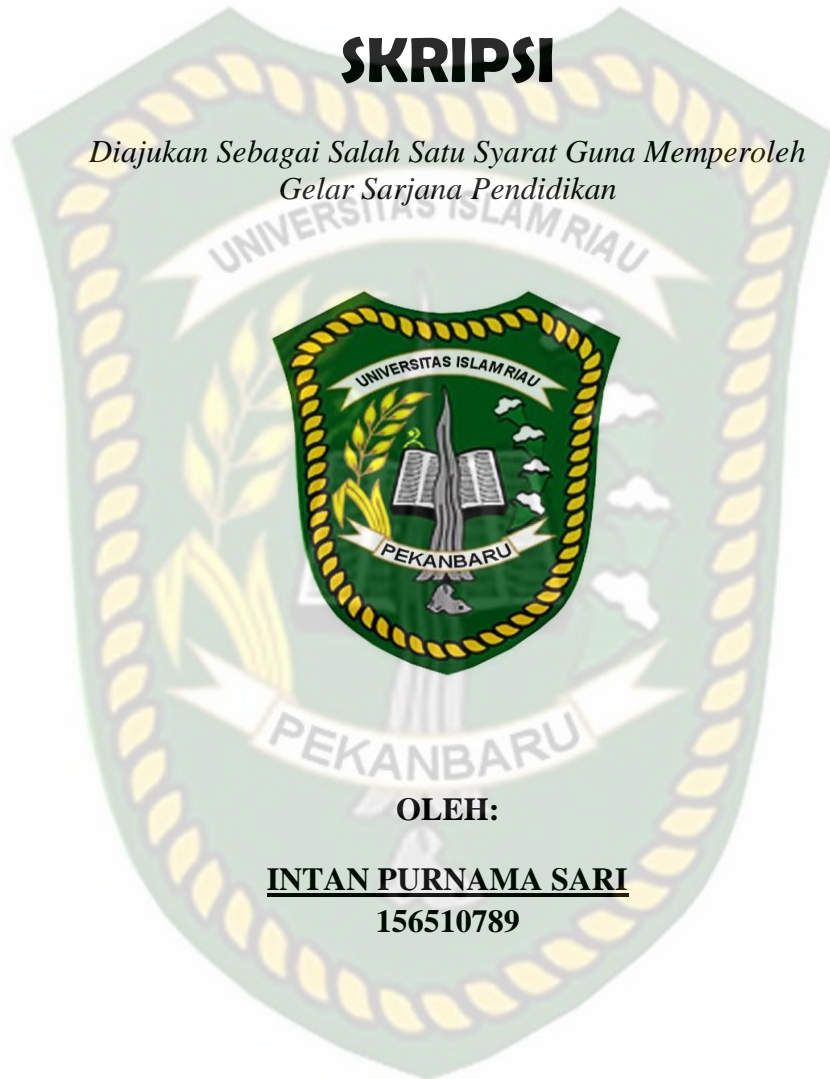 SKRIPSI
Diajukan Sebagai Salah Satu Syarat Guna Memperoleh
Gelar Sarjana Pendidikan
UNIVERSITAS ISLAM RIAU
UNIVERSITAS ISLAM RIAU
PEKANBARU
PEKANBARU
OLEH:
INTAN PURNAMA SARI
156510789